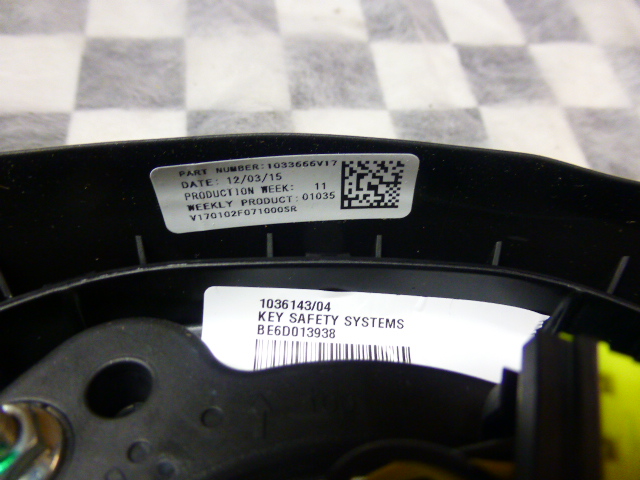 PART NUMBER:1033666V17
DATE: 12/03/15
PRODUCTION WEEK: 11
WEEKLY PRODUCT: 01035
V170102F071000SR
1036143/04
KEY SAFETY SYSTEMS
BE6D013938